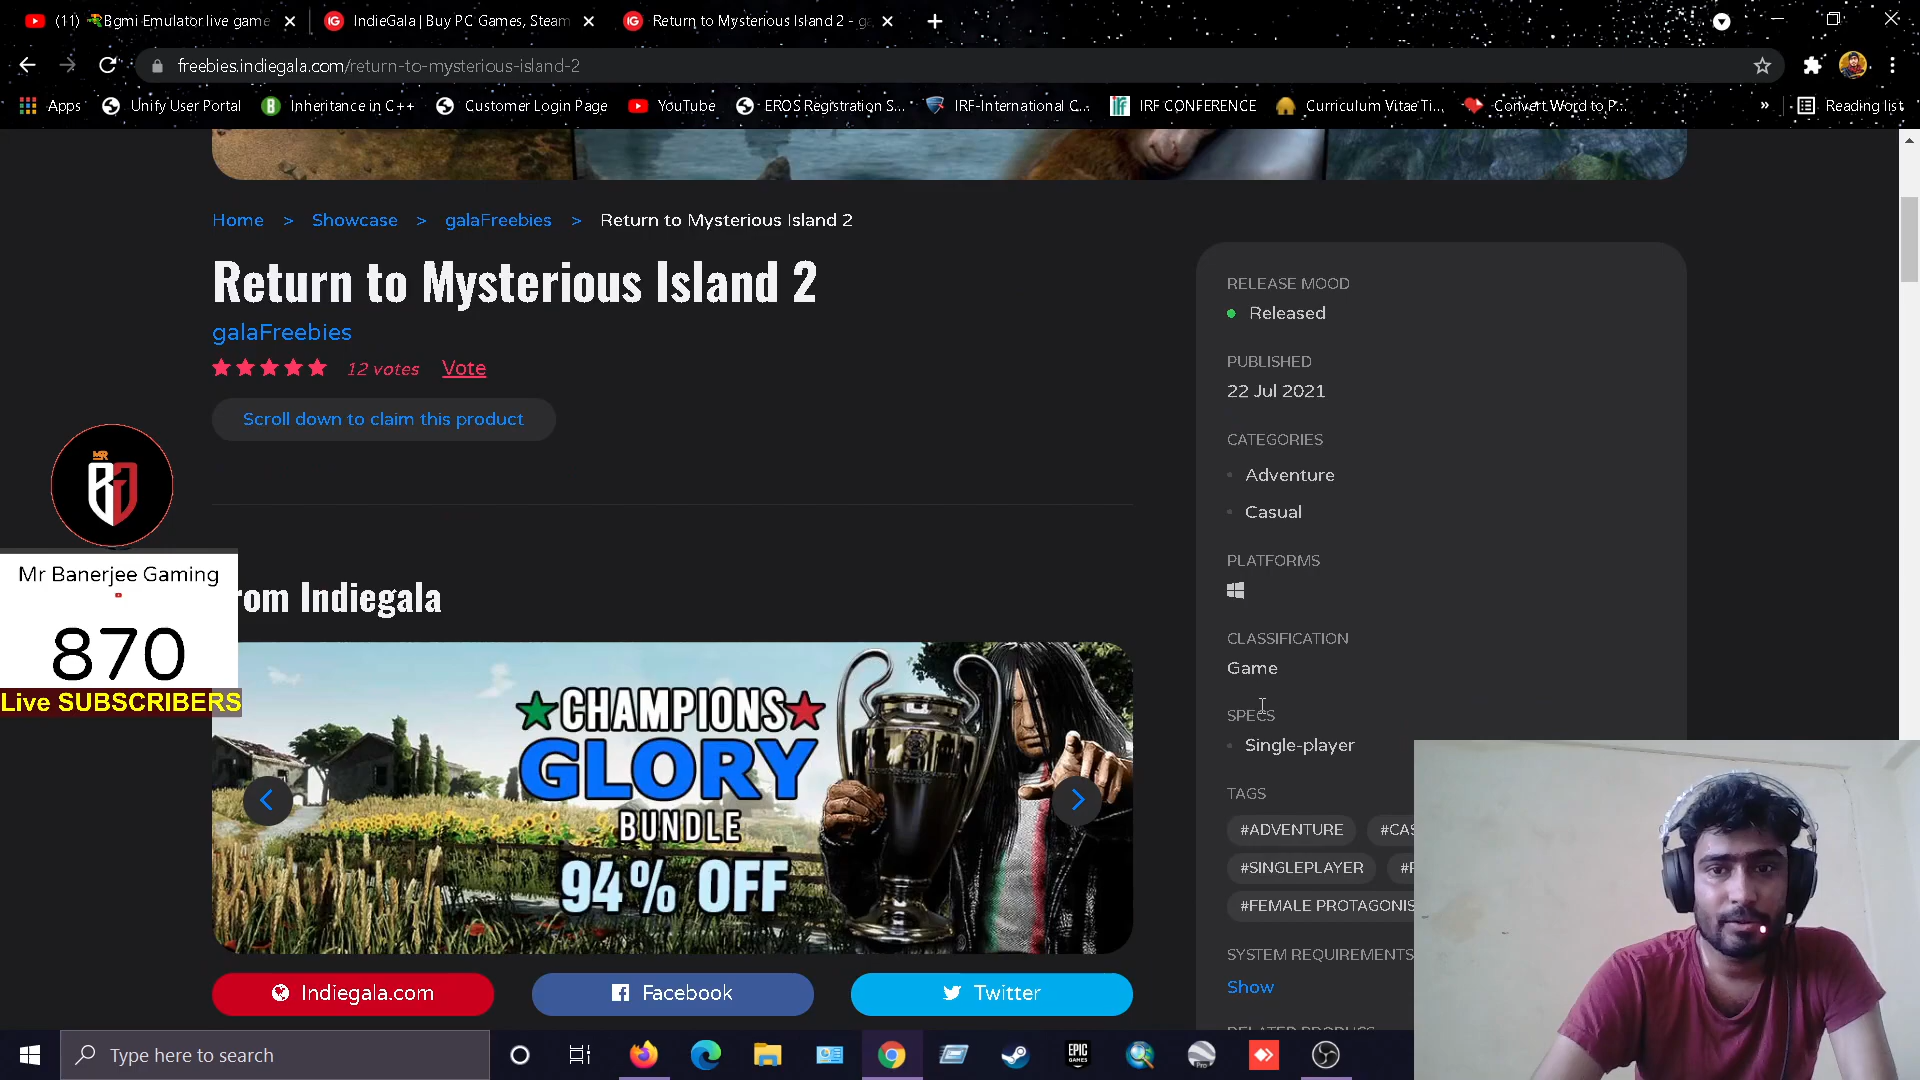 (11) Bgmi Emulator live game
IndieGala | Buy PC Games, Steam
Return to Mysterious Island 2 - ga
freebies.indiegala.com/return-to-mysterious-island-2
Apps
Unify User Portal
Inheritance in C++
Customer Login Page
YouTube
EROS Registration S...
IRF-International C...
IRF CONFERENCE
Curriculum Vitae Ti...
Convert Word to P...
»
Reading list
Home > Showcase > galaFreebies > Return to Mysterious Island 2
Return to Mysterious Island 2
galaFreebies
12 votes Vote
Scroll down to claim this product
RELEASE MOOD
Released
PUBLISHED
22 Jul 2021
CATEGORIES
Adventure
Casual
PLATFORMS
CLASSIFICATION
Game
SPECS
Single-player
TAGS
#ADVENTURE #CAS
#SINGLEPLAYER
#FEMALE PROTAGONIS
SYSTEM REQUIREMENTS
Show
MR
BG
Mr Banerjee Gaming
870
Live SUBSCRIBERS
rom Indiegala
CHAMPIONS
GLORY
BUNDLE
94% OFF
Indiegala.com
Facebook
Twitter
Type here to search
EPIC
GAMES
Pro